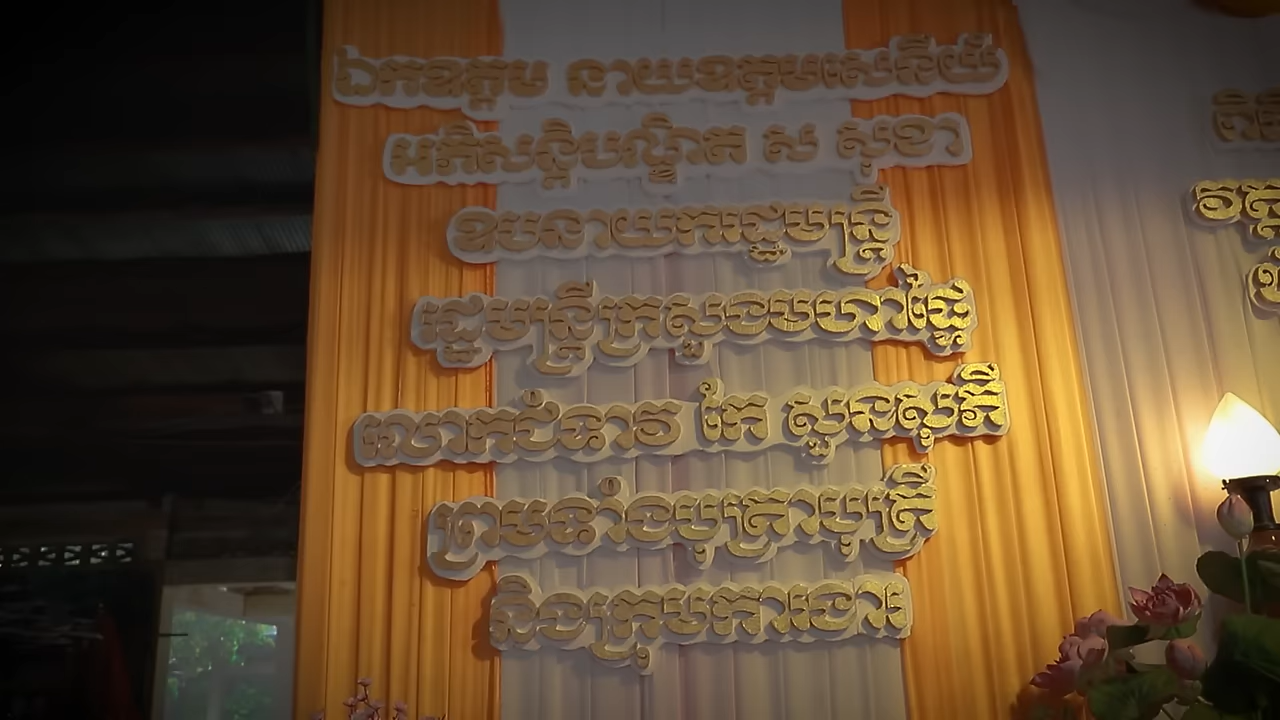 ឯកឧត្តម នាយឧត្តមសេនីយ៍
អភិសន្តិបណ្ឌិត ស សុខា
ឧបនាយករដ្ឋមន្ត្រី
រដ្ឋមន្ត្រីក្រសួងមហាផ្ទៃ
លោកជំទាវ កែ សួនសុភី
ព្រមទាំងបុត្រាបុត្រី
និងក្រុមការងារ